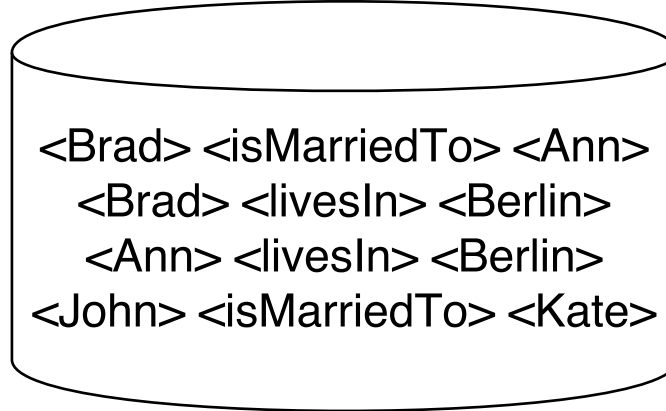 <Brad> <isMarriedTo> <Ann>
<Brad> <livesIn> <Berlin>
<Ann> <livesIn> <Berlin>
<John> <isMarriedTo> <Kate>